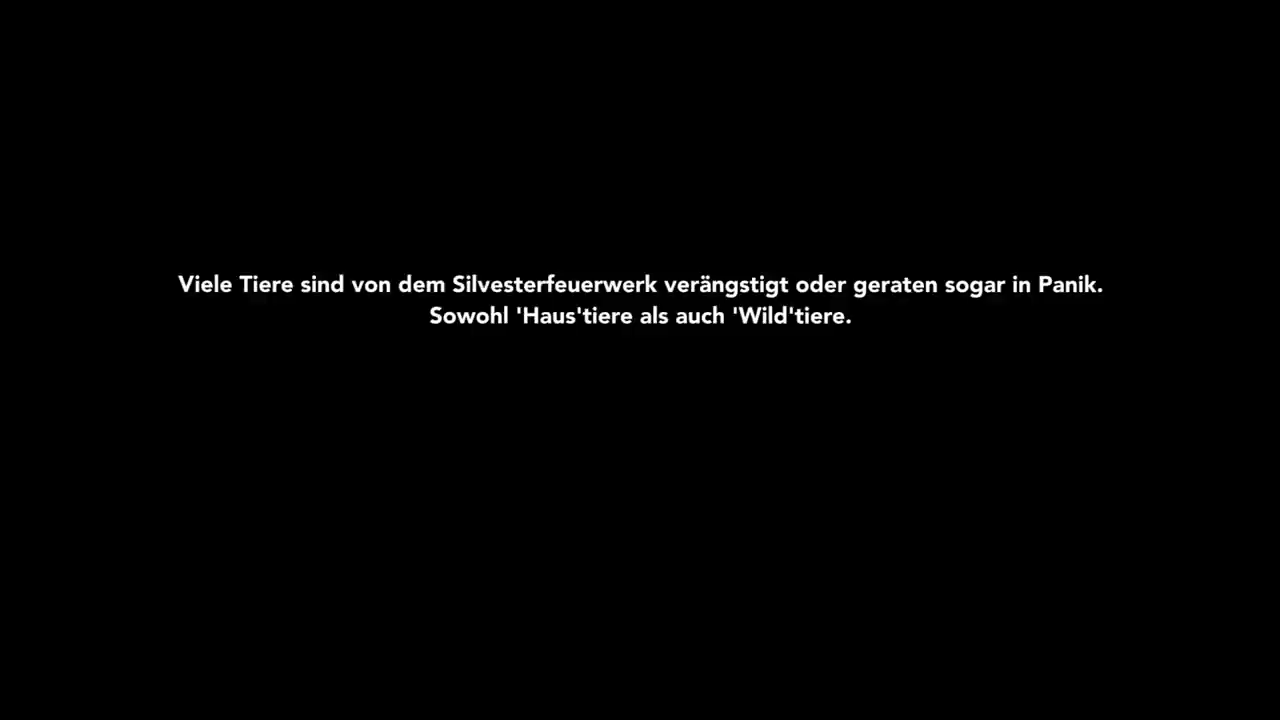 Viele Tiere sind von dem Silvesterfeuerwerk verängstigt oder geraten sogar in Panik.
Sowohl 'Haus'tiere als auch 'Wild'tiere.